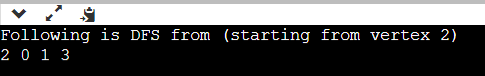 Following is DFS from (starting from vertex 2)
2 0 1 3